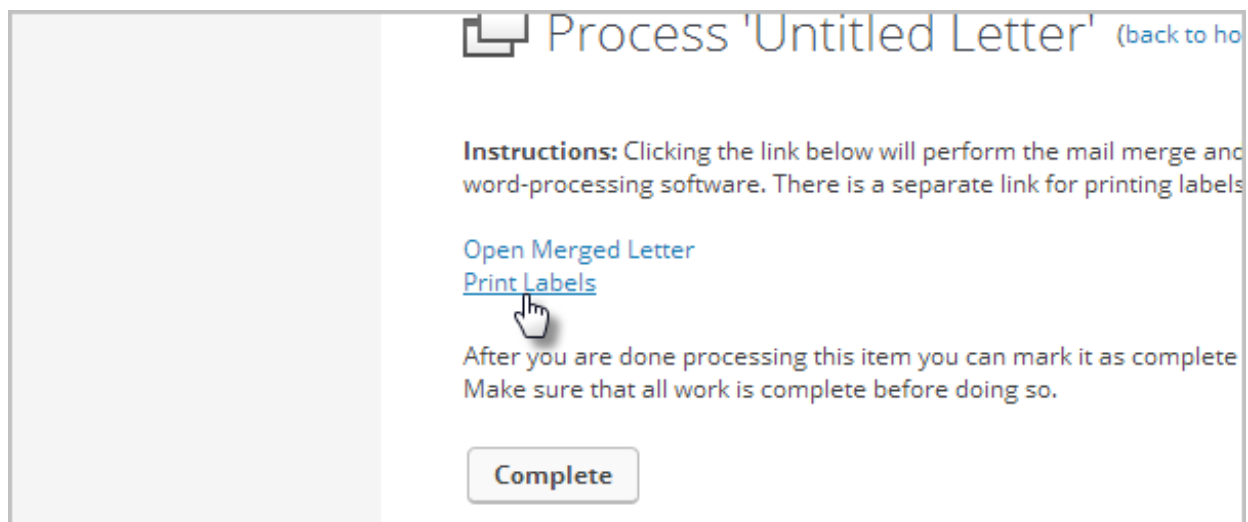 Process 'Untitled Letter' (back to ho
Instructions: Clicking the link below will perform the mail merge and
word-processing software. There is a separate link for printing labels
Open Merged Letter
Print Labels
After you are done processing this item you can mark it as complete
Make sure that all work is complete before doing so.
Complete